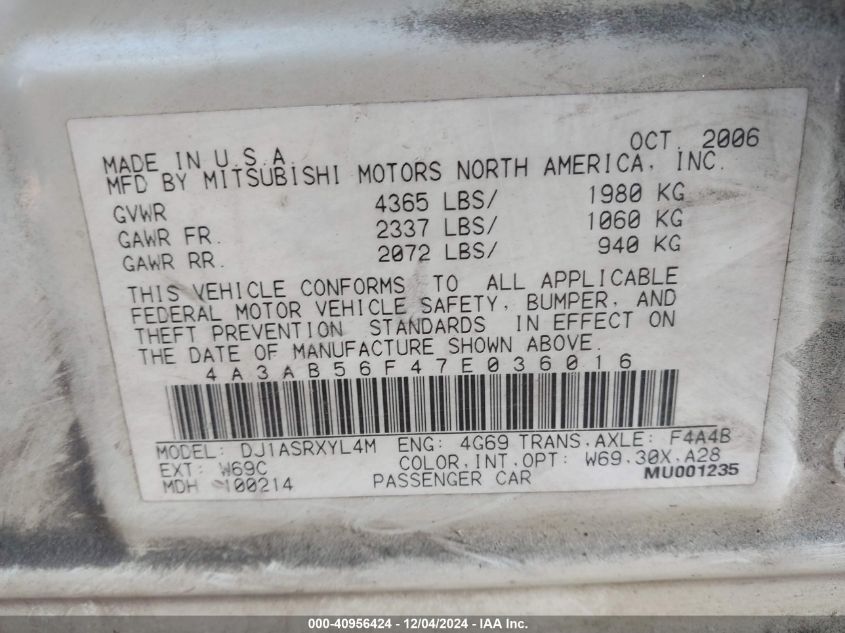 OCT. 2006
MADE IN U.S.A.
MFD BY MITSUBISHI MOTORS NORTH AMERICA, INC.
GVWR 4365 LBS/ 1980 KG
GAWR FR. 2337 LBS/ 1060 KG
GAWR RR. 2072 LBS/ 940 KG
THIS VEHICLE CONFORMS TO ALL APPLICABLE
FEDERAL MOTOR VEHICLE SAFETY, BUMPER, AND
THEFT PREVENTION STANDARDS IN EFFECT ON
THE DATE OF MANUFACTURE SHOWN ABOVE.
4A3AB56F47E036016
MODEL: DJ1ASRXYL4M ENG: 4G69 TRANS.AXLE: F4A4B
EXT: W69C COLOR,INT,OPT: W69.30X.A28
MDH 100214 PASSENGER CAR MU001235
000-40956424 - 12/04/2024 - IAA Inc.